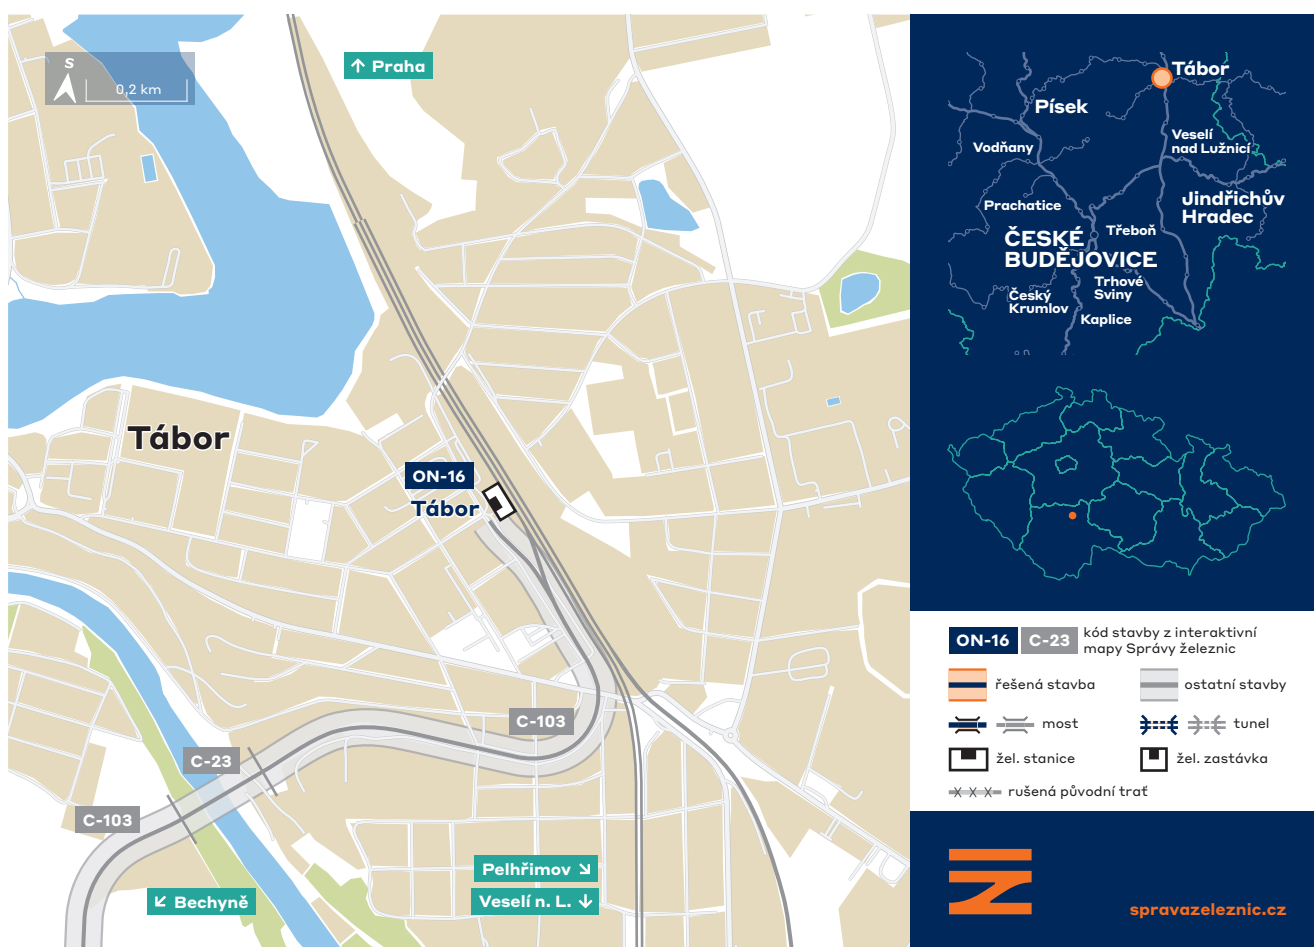 S
0,2 km
↑ Praha
Tábor
ON-16
Tábor
C-103
C-23
C-103
Pelhřimov ↘
Veselí n. L. ↓
↙ Bechyně
Tábor
Písek
Vodňany
Veselí
nad Lužnicí
Prachatice
Jindřichův
Hradec
Třeboň
ČESKÉ
BUDĚJOVICE
Trhové
Sviny
Český
Krumlov
Kaplice
ON-16 C-23 kód stavby z interaktivní
mapy Správy železnic
řešená stavba
ostatní stavby
most
tunel
žel. stanice
žel. zastávka
rušená původní trať
spravazeleznic.cz